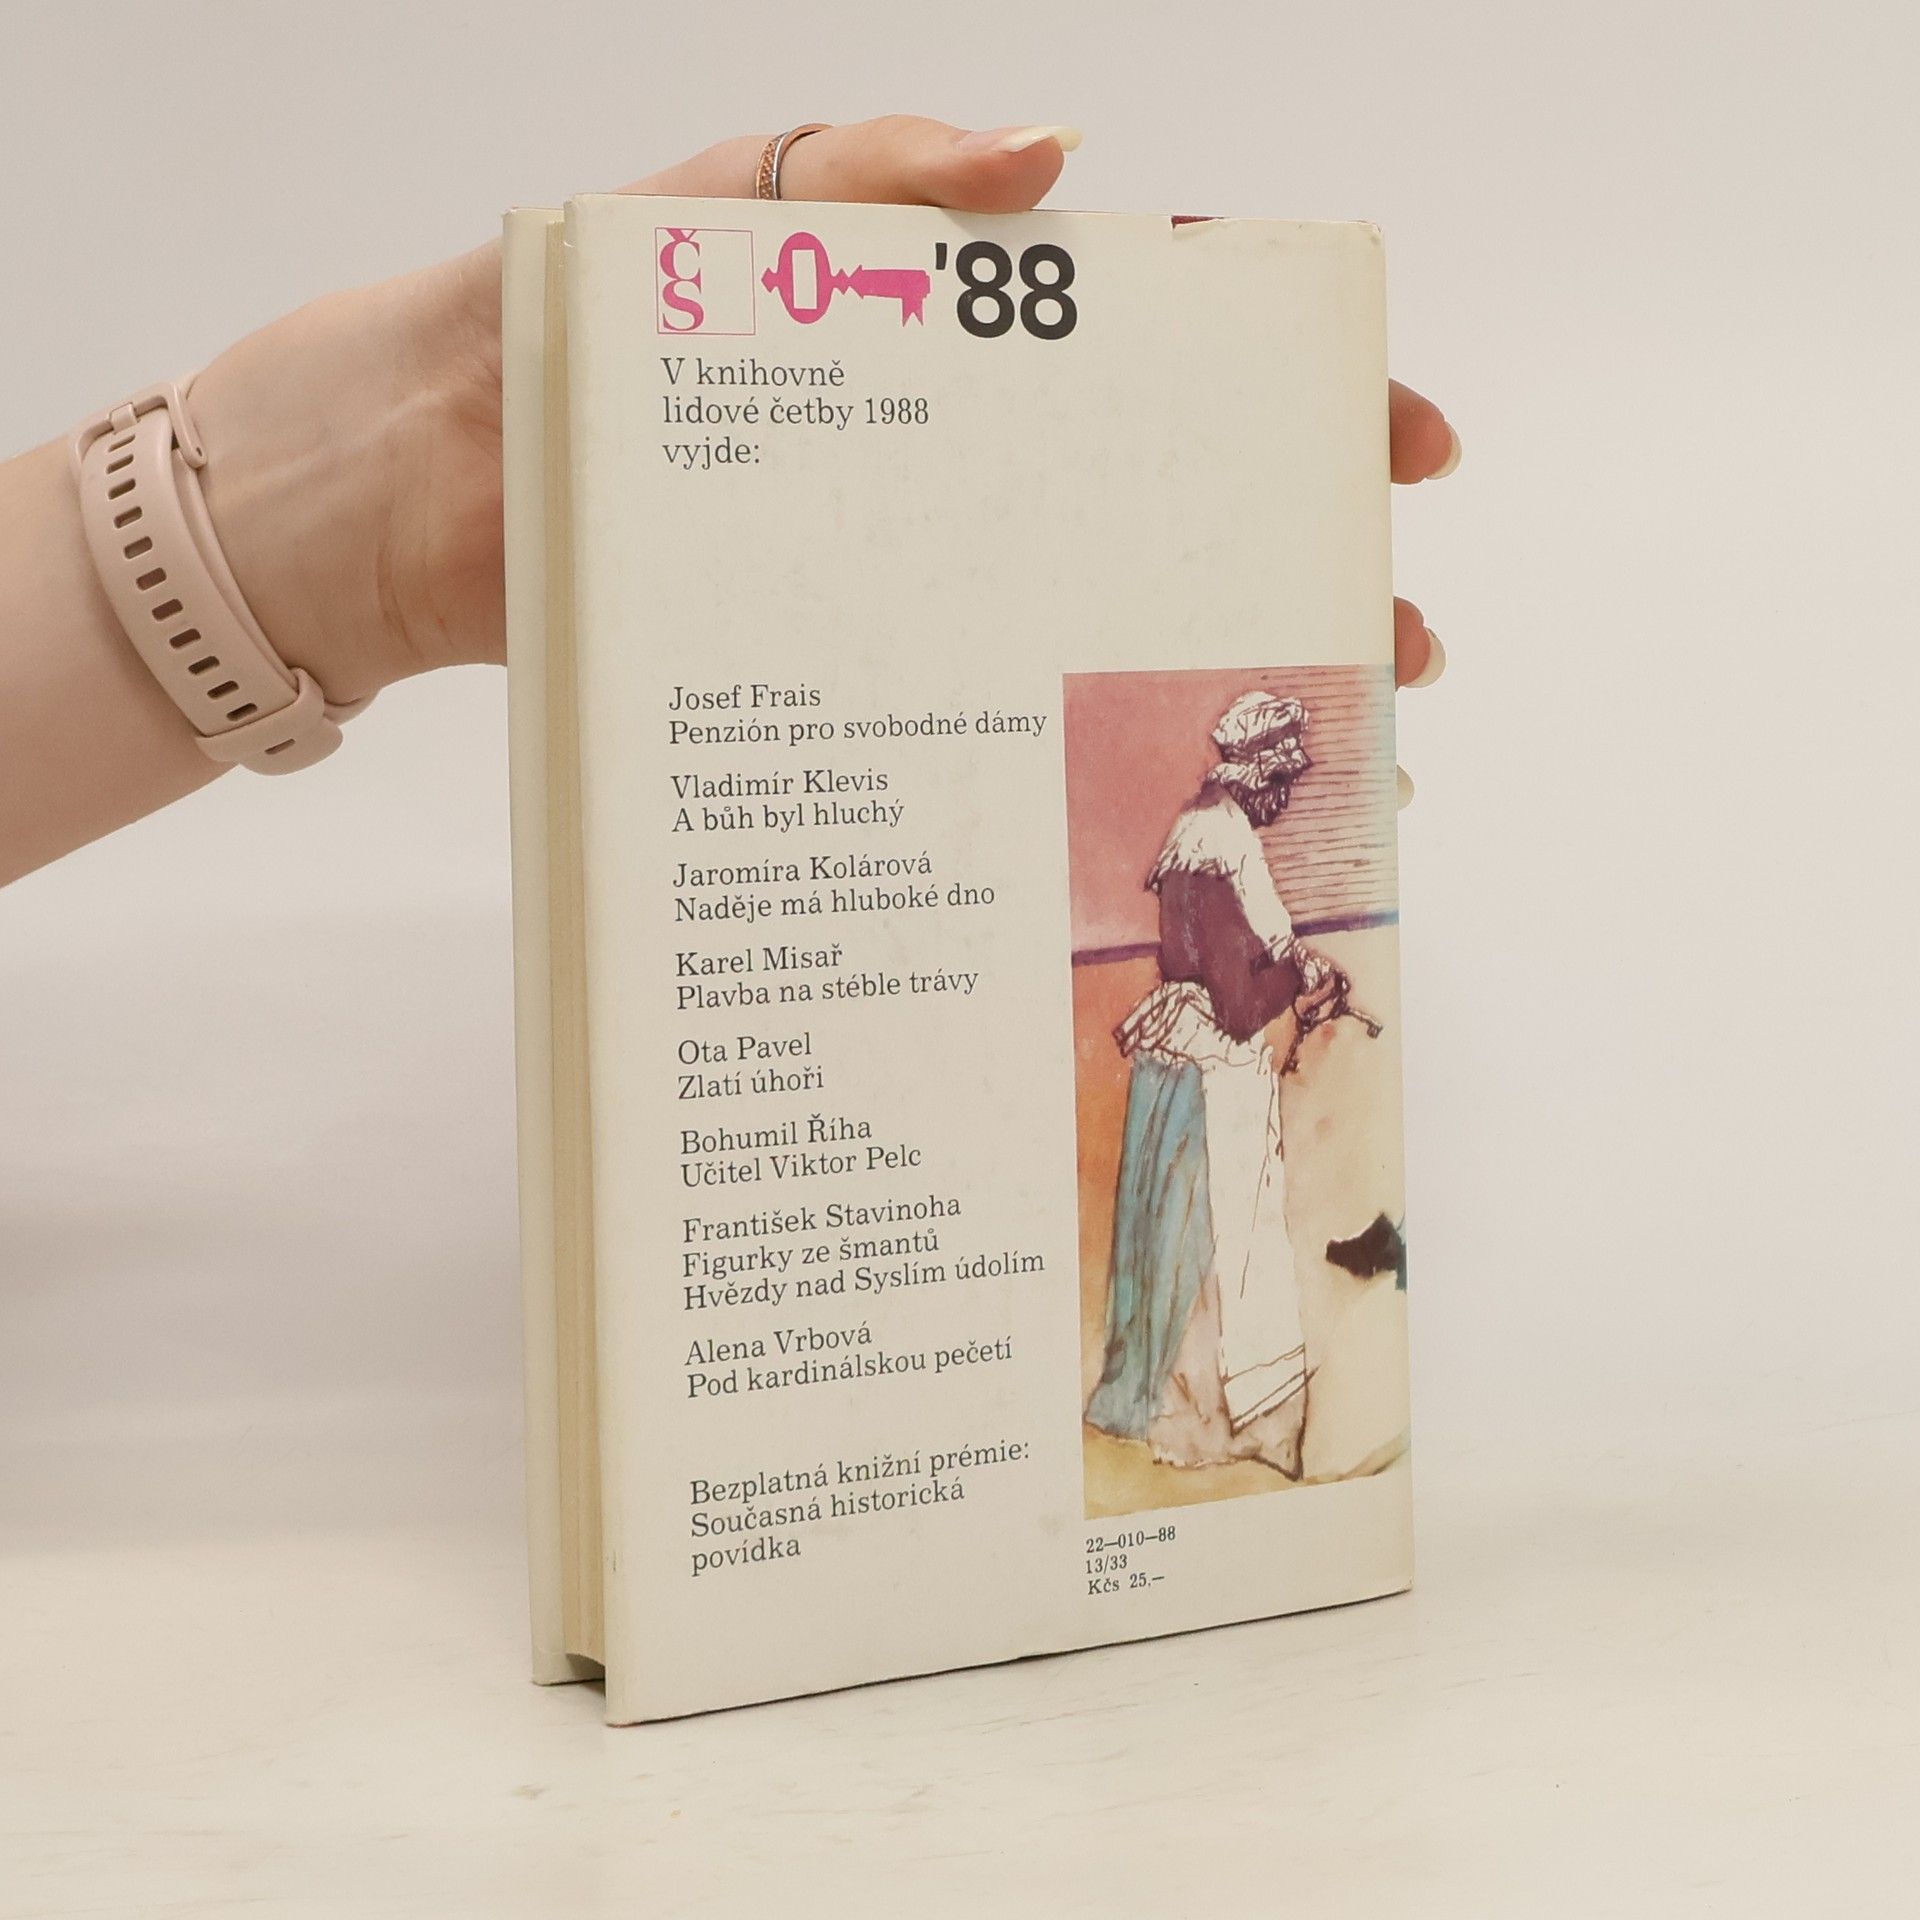 Č
S
'88
V knihovně
lidové četby 1988
vyjde:
Josef Frais
Penzión pro svobodné dámy
Vladimír Klevis
A bůh byl hluchý
Jaromíra Kolárová
Naděje má hluboké dno
Karel Misař
Plavba na stéble trávy
Ota Pavel
Zlatí úhoři
Bohumil Říha
Učitel Viktor Pelc
František Stavinoha
Figurky ze šmantů
Hvězdy nad Syslím údolím
Alena Vrbová
Pod kardinálskou pečetí
Bezplatná knižní prémie:
Současná historická
povídka
22—010—88
13/33
Kčs 25,—